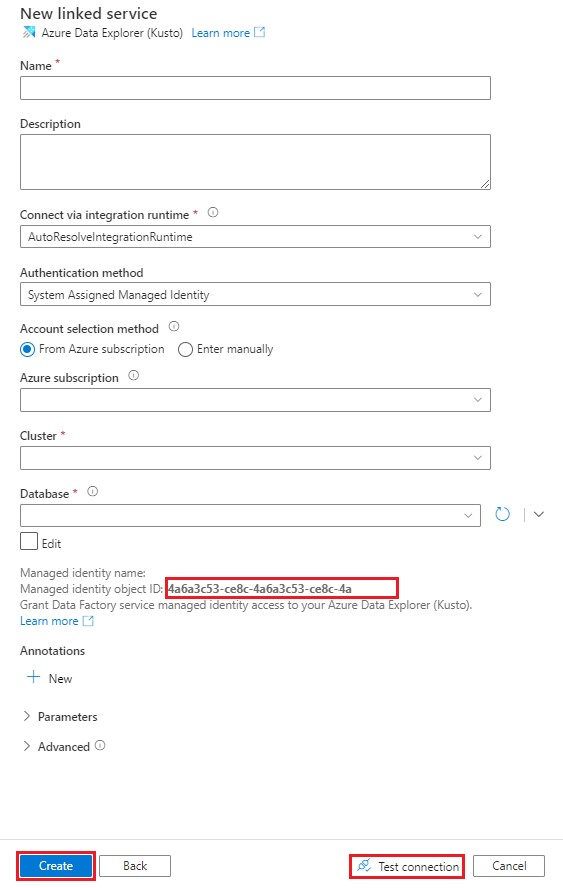 New linked service
Azure Data Explorer (Kusto) Learn more
Name *
Description
Connect via integration runtime *
AutoResolveIntegrationRuntime
Authentication method
System Assigned Managed Identity
Account selection method
From Azure subscription Enter manually
Azure subscription
Cluster *
Database *
Edit
Managed identity name:
Managed identity object ID: 4a6a3c53-ce8c-4a6a3c53-ce8c-4a
Grant Data Factory service managed identity access to your Azure Data Explorer (Kusto).
Learn more
Annotations
New
Parameters
Advanced
Create Back Test connection Cancel